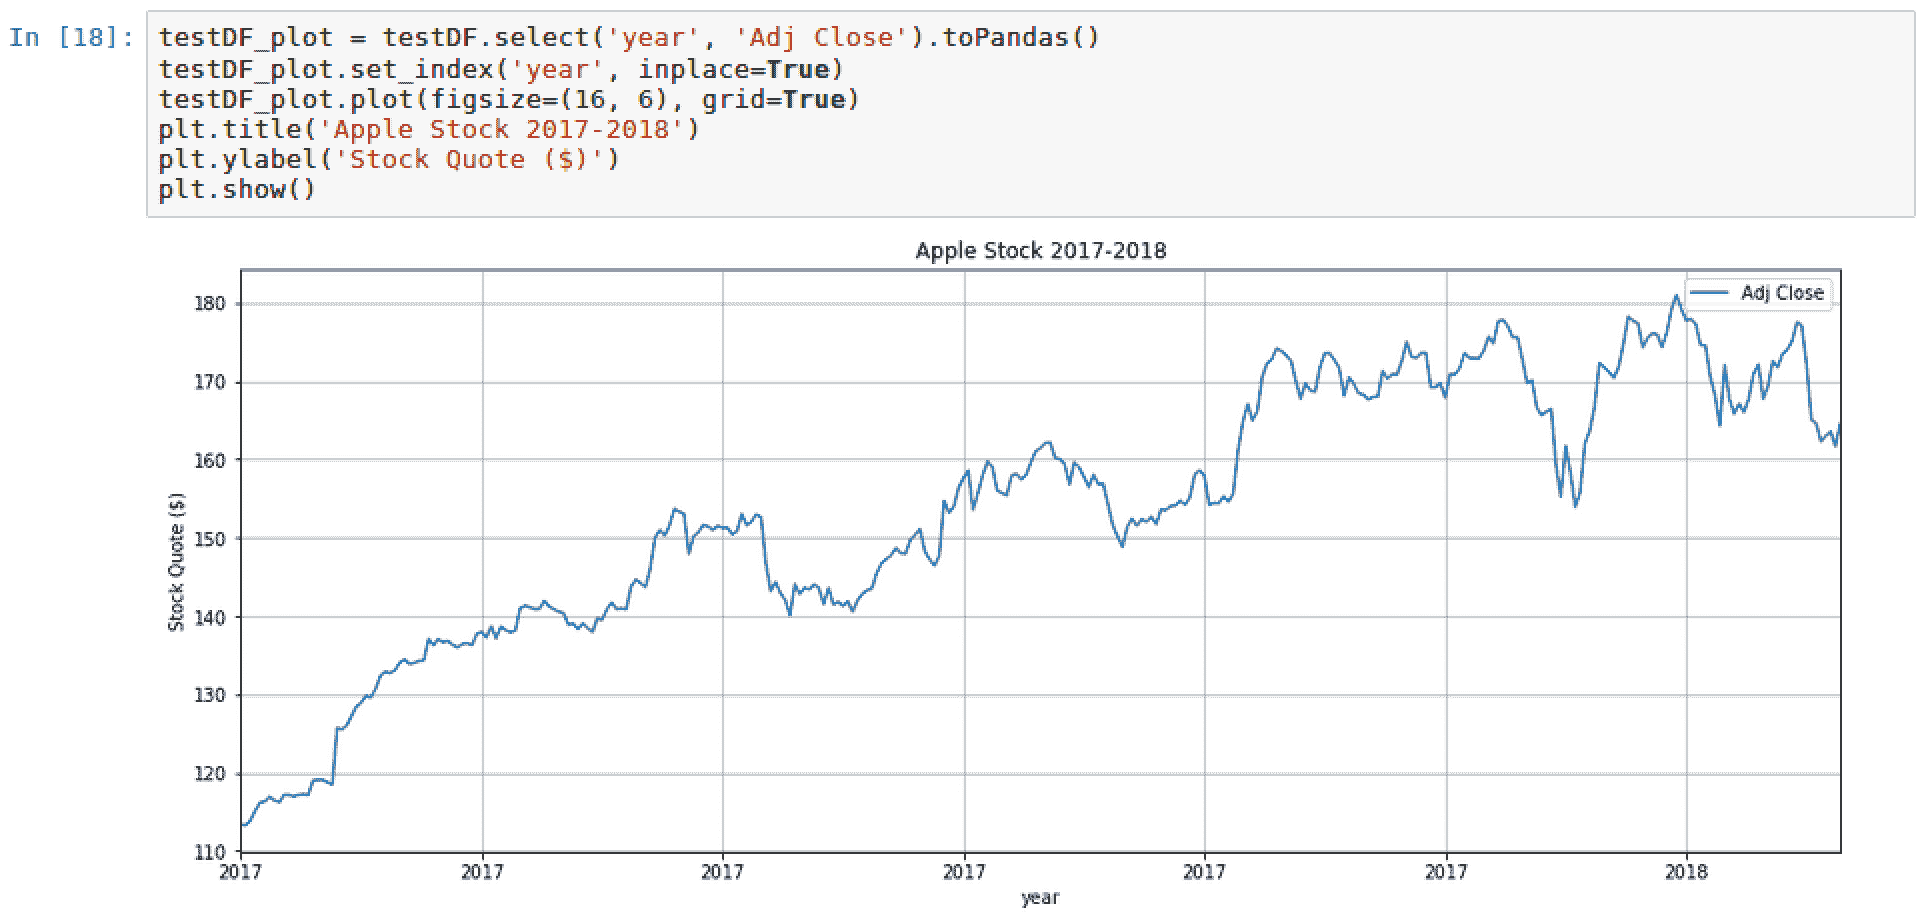 In [18]: testDF_plot = testDF.select('year', 'Adj Close').toPandas()
testDF_plot.set_index('year', inplace=True)
testDF_plot.plot(figsize=(16, 6), grid=True)
plt.title('Apple Stock 2017-2018')
plt.ylabel('Stock Quote ($)')
plt.show()
Apple Stock 2017-2018
Adj Close
180
170
160
150
140
130
120
110
Stock Quote ($)
2017 2017 2017 2017 2017 2017 2018
year